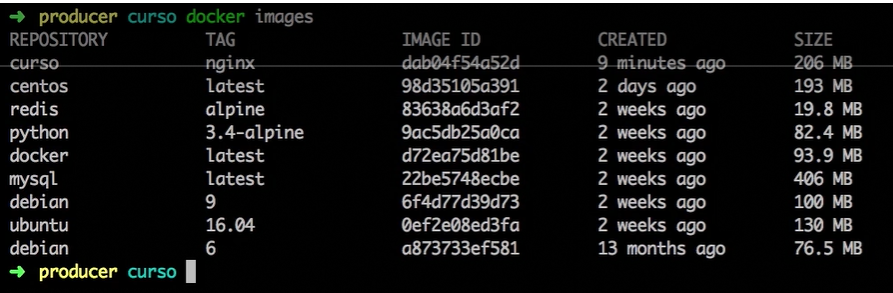 ➜ producer curso docker images
REPOSITORY TAG IMAGE ID CREATED SIZE
curso nginx dab04f54a52d 9 minutes ago 206 MB
centos latest 98d35105a391 2 days ago 193 MB
redis alpine 83638a6d3af2 2 weeks ago 19.8 MB
python 3.4-alpine 9ac5db25a0ca 2 weeks ago 82.4 MB
docker latest d72ea75d81be 2 weeks ago 93.9 MB
mysql latest 22be5748ecbe 2 weeks ago 406 MB
debian 9 6f4d77d39d73 2 weeks ago 100 MB
ubuntu 16.04 0ef2e08ed3fa 2 weeks ago 130 MB
debian 6 a873733ef581 13 months ago 76.5 MB
➜ producer curso